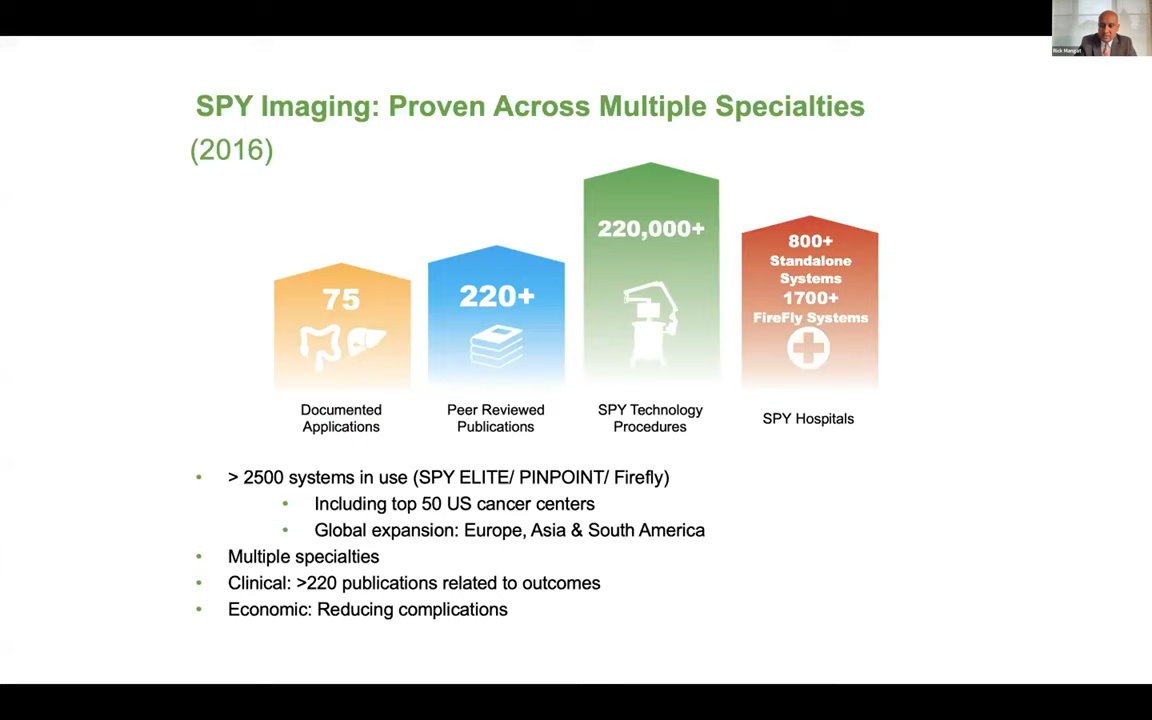 Rick Mangat
SPY Imaging: Proven Across Multiple Specialties
(2016)
75
220+
220,000+
800+
Standalone
Systems
1700+
FireFly Systems
Documented
Applications
Peer Reviewed
Publications
SPY Technology
Procedures
SPY Hospitals
• > 2500 systems in use (SPY ELITE/ PINPOINT/ Firefly)
• Including top 50 US cancer centers
• Global expansion: Europe, Asia & South America
• Multiple specialties
• Clinical: >220 publications related to outcomes
• Economic: Reducing complications